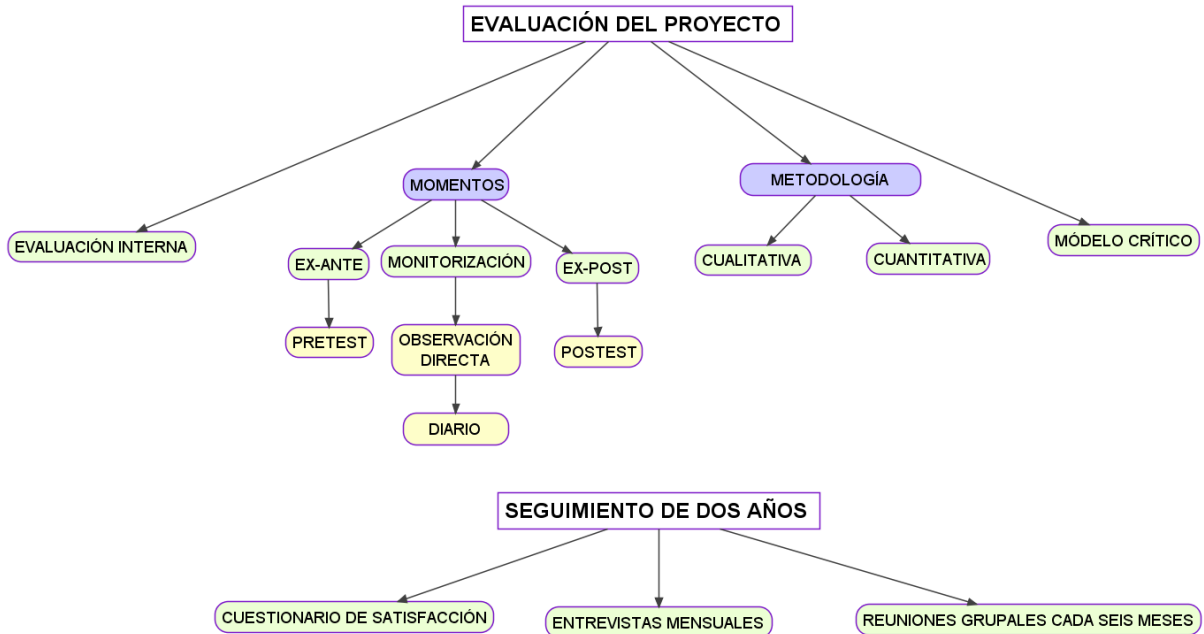 EVALUACIÓN DEL PROYECTO
MOMENTOS
METODOLOGÍA
EVALUACIÓN INTERNA
EX-ANTE
MONITORIZACIÓN
EX-POST
CUALITATIVA
CUANTITATIVA
MÓDELO CRÍTICO
PRETEST
OBSERVACIÓN
DIRECTA
POSTEST
DIARIO
SEGUIMIENTO DE DOS AÑOS
CUESTIONARIO DE SATISFACCIÓN
ENTREVISTAS MENSUALES
REUNIONES GRUPALES CADA SEIS MESES